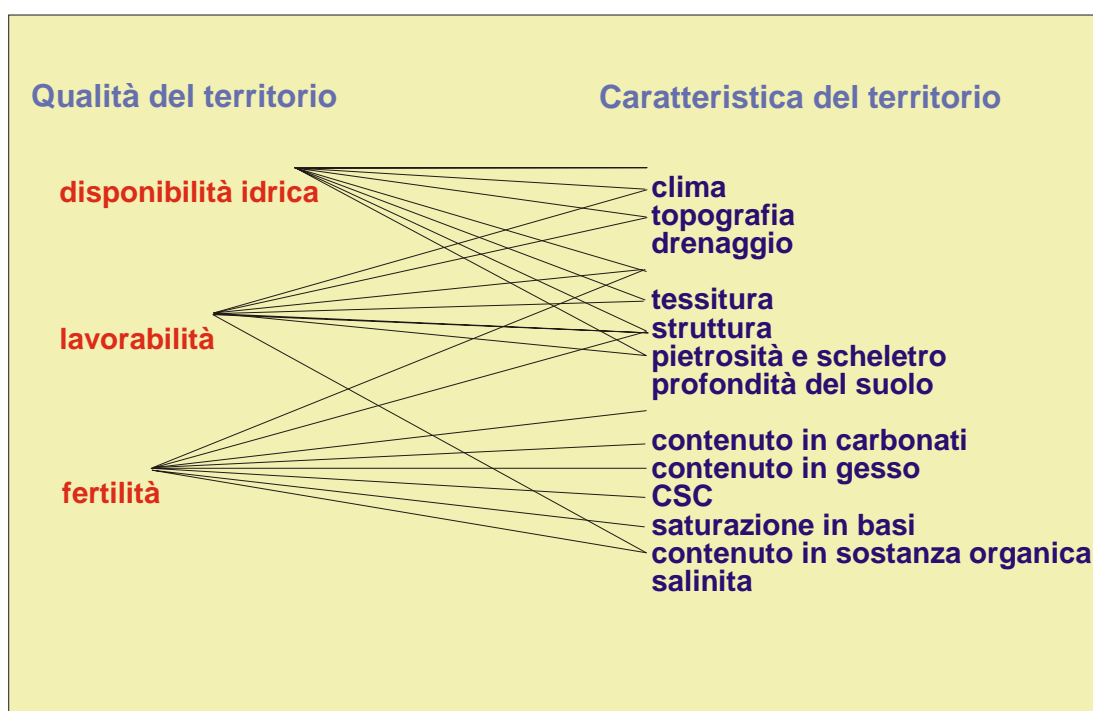 Qualità del territorio
Caratteristica del territorio
disponibilità idrica
clima
topografia
drenaggio
tessitura
lavorabilità
struttura
pietrosità e scheletro
profondità del suolo
contenuto in carbonati
contenuto in gesso
fertilità
CSC
saturazione in basi
contenuto in sostanza organica
salinita